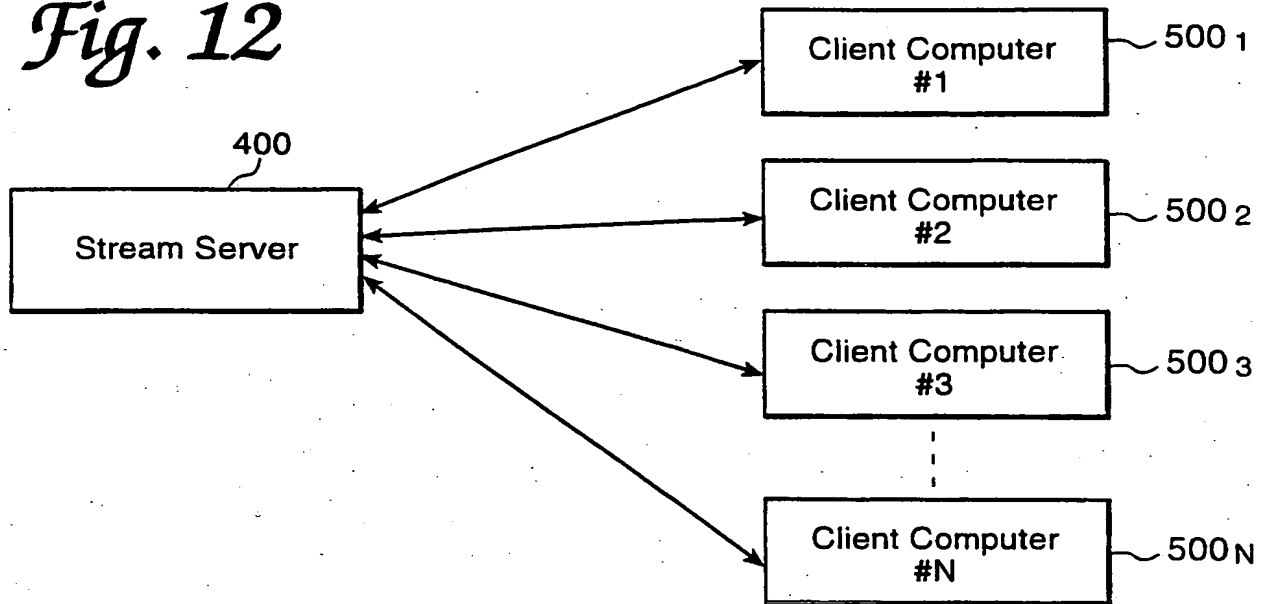 Fig. 12
400
Stream Server
Client Computer
#1
500 1
Client Computer
#2
500 2
Client Computer
#3
500 3
Client Computer
#N
500 N